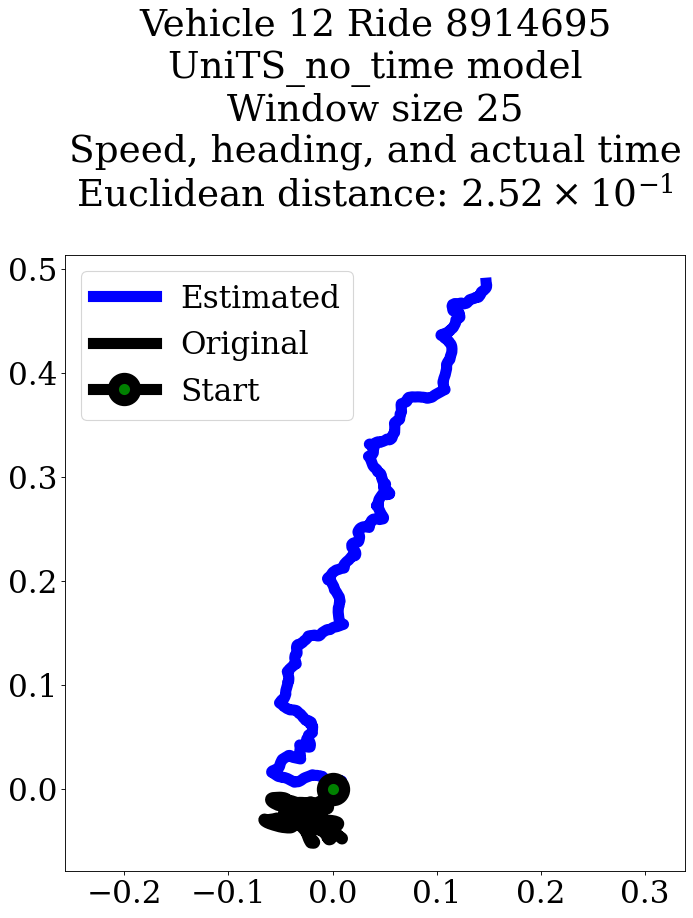 Vehicle 12 Ride 8914695
UniTS_no_time model
Window size 25
Speed, heading, and actual time
Euclidean distance: 2.52 × 10⁻¹
0.5
Estimated
Original
Start
0.4
0.3
0.2
0.1
0.0
−0.2 −0.1 0.0 0.1 0.2 0.3